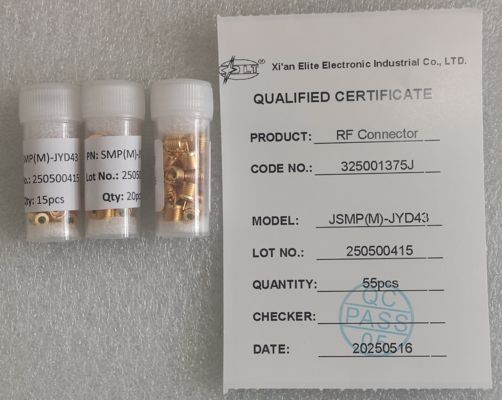 SMP(M)-JYD43
No.: 250500415
Qty: 15pcs
PN: SMP(M)-
Lot No.: 2505
Qty: 20pc
Xi'an Elite Electronic Industrial Co., LTD.
QUALIFIED CERTIFICATE
PRODUCT: RF Connector
CODE NO.: 325001375J
MODEL: JSMP(M)-JYD43
LOT NO.: 250500415
QUANTITY: 55pcs
CHECKER: QC PASS 05
DATE: 20250516